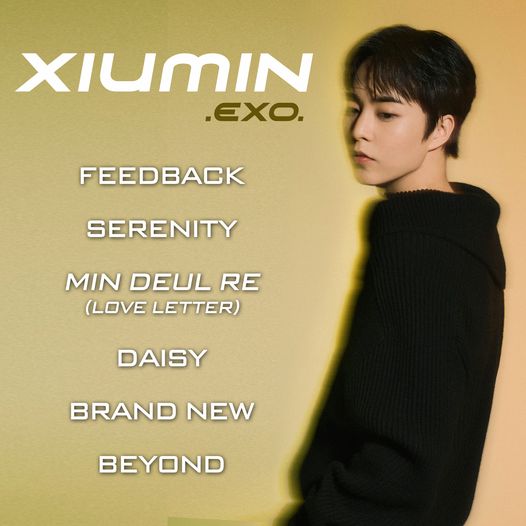 XIUMIN
.EXO.
FEEDBACK
SERENITY
MIN DEUL RE
(LOVE LETTER)
DAISY
BRAND NEW
BEYOND